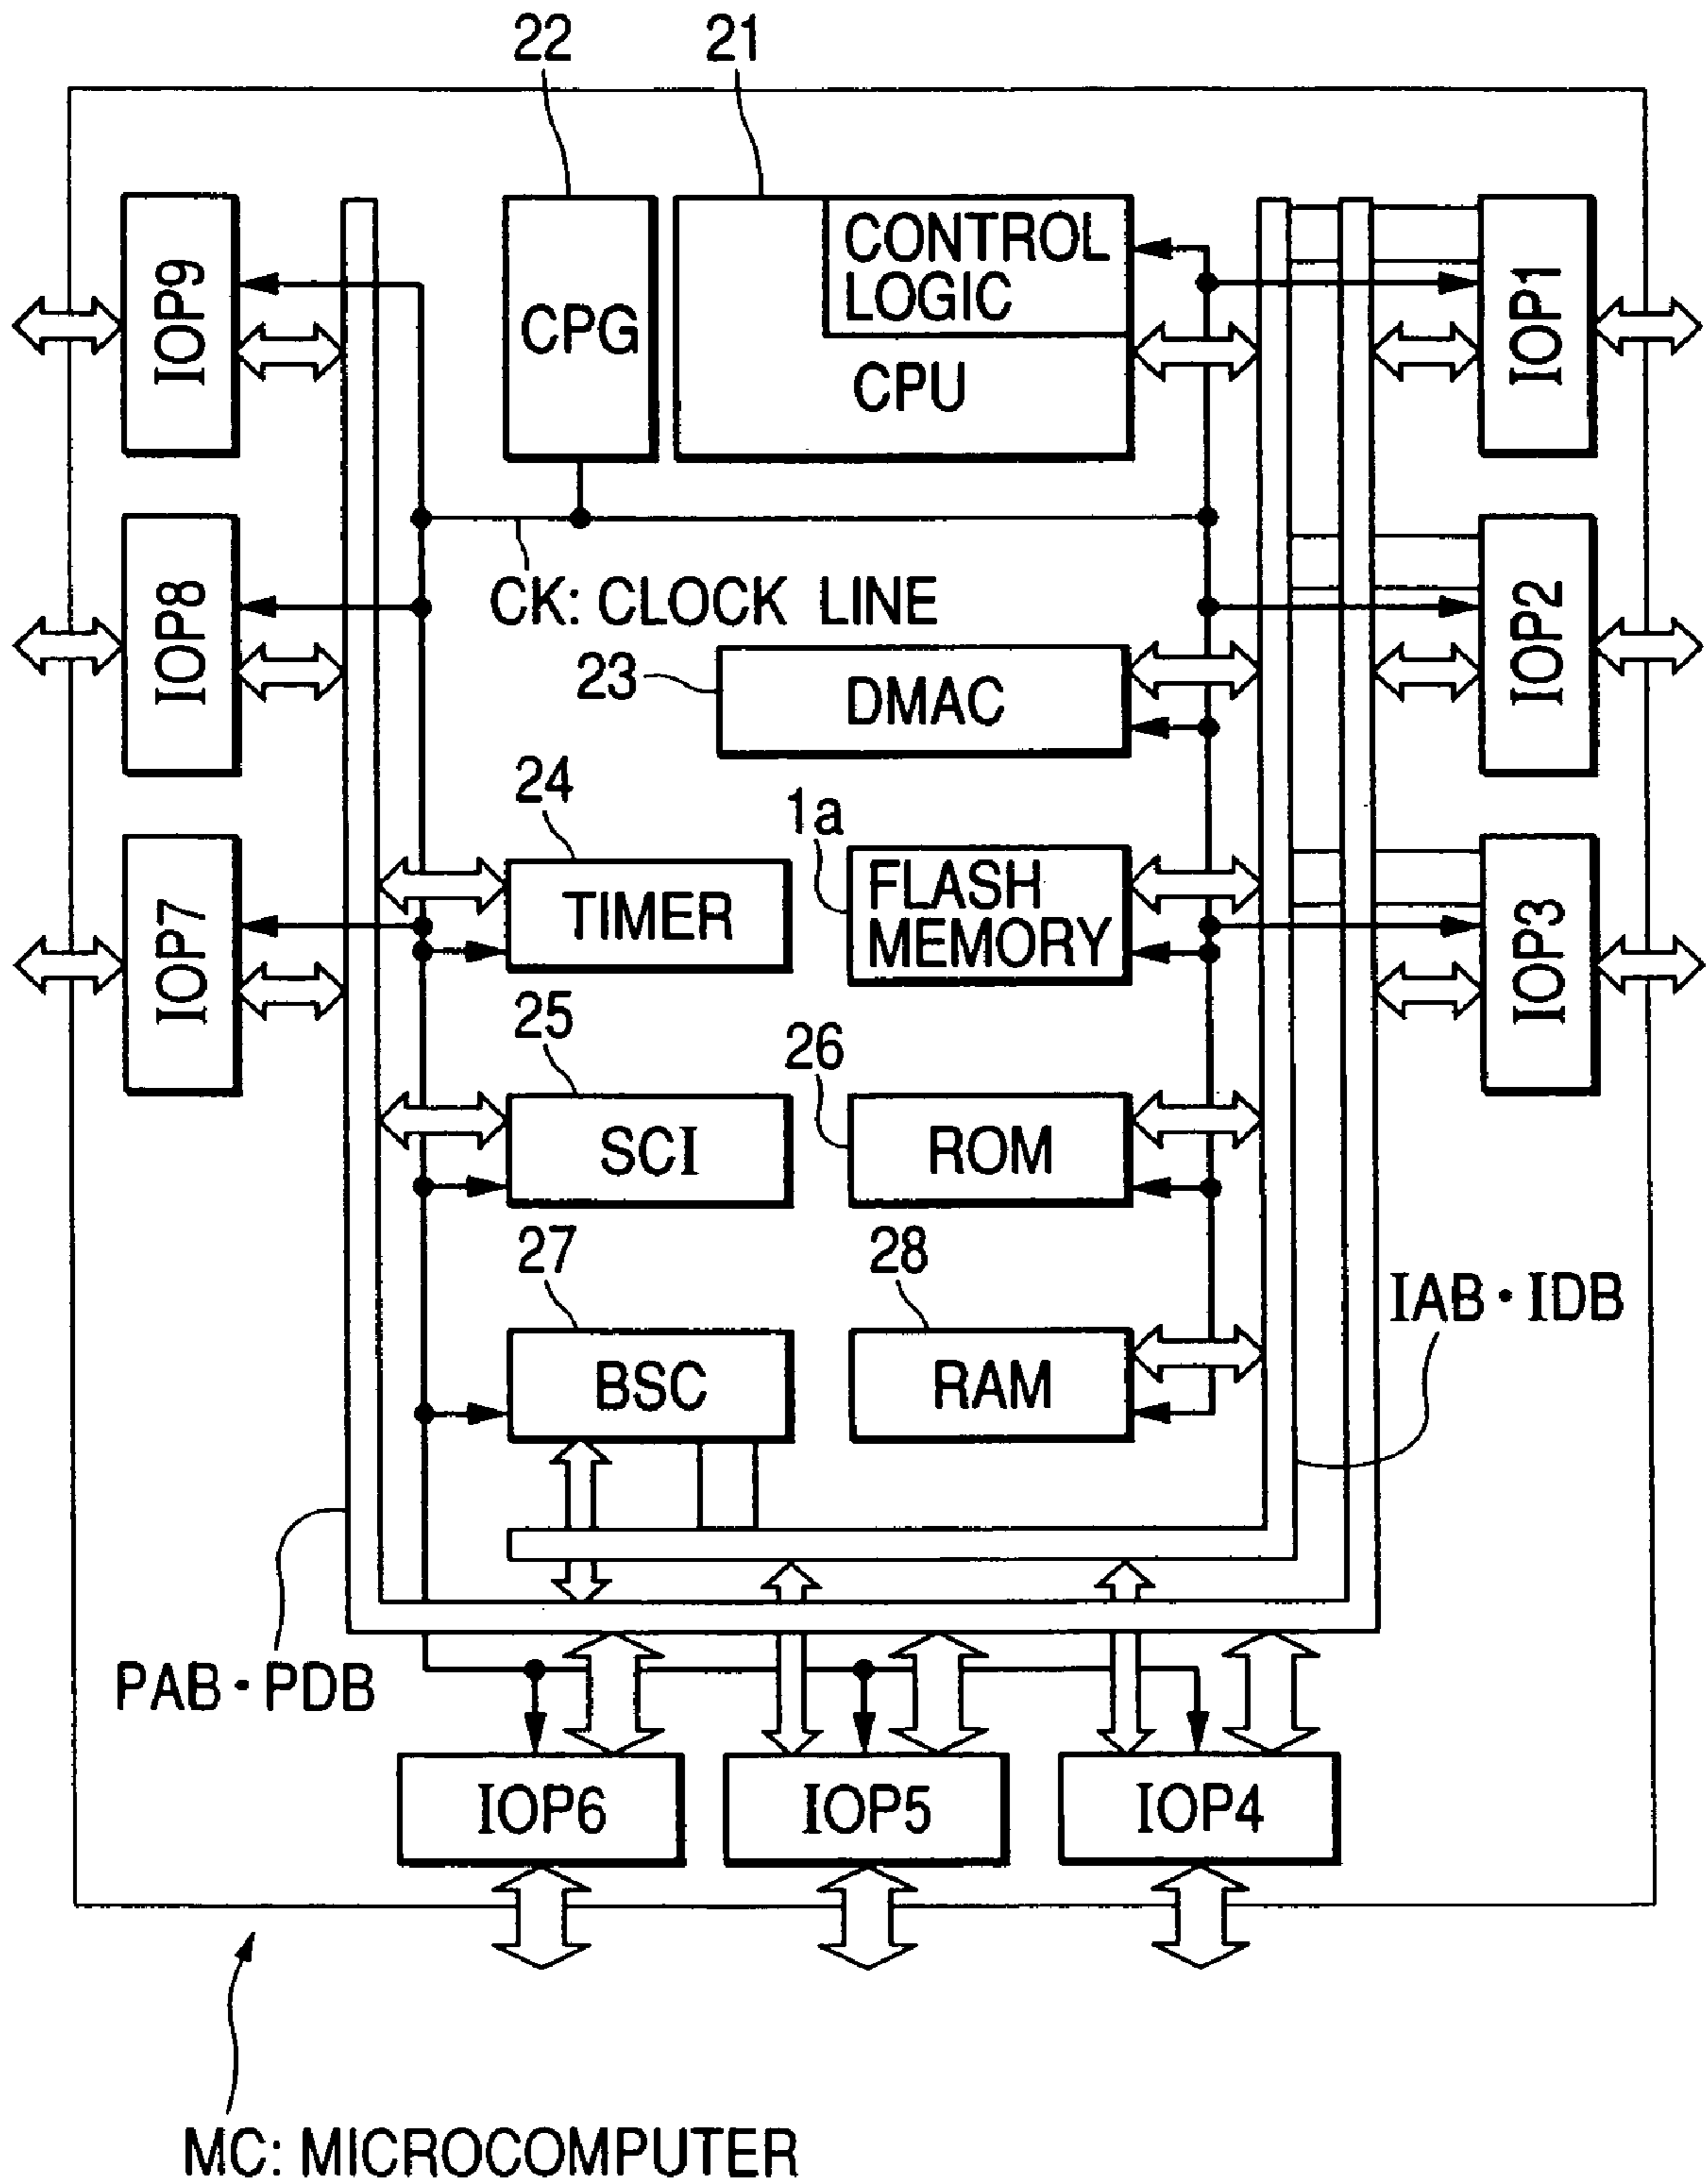 22
21
IOP9
CPG
CONTROL
LOGIC
CPU
IOP1
IOP8
CK: CLOCK LINE
IOP2
23
DMAC
24
1a
IOP7
TIMER
FLASH
MEMORY
IOP3
25
26
SCI
ROM
27
28
IAB・IDB
BSC
RAM
PAB・PDB
IOP6
IOP5
IOP4
MC: MICROCOMPUTER